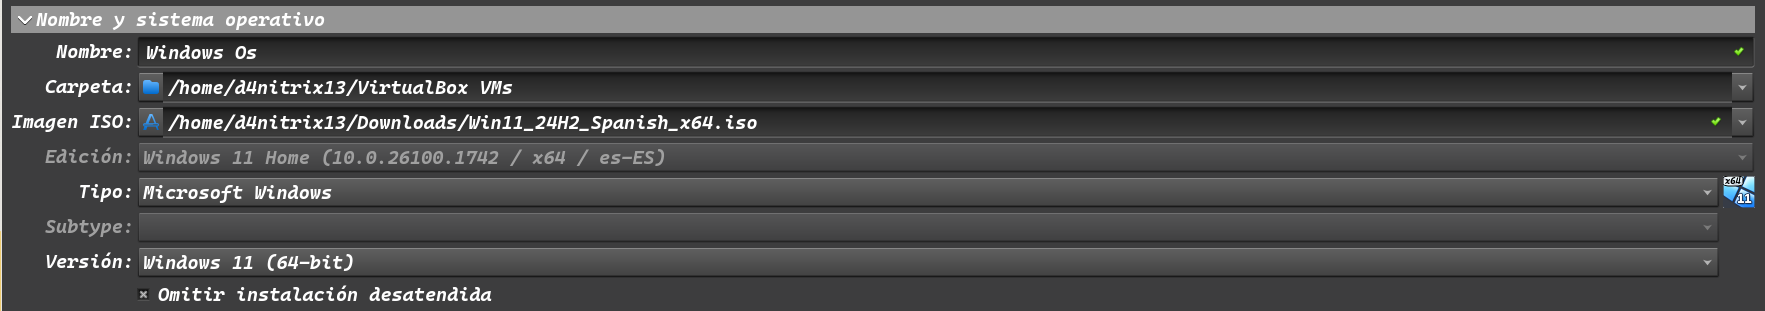 Nombre y sistema operativo
Nombre: Windows Os
Carpeta: /home/d4nitrix13/VirtualBox VMs
Imagen ISO: /home/d4nitrix13/Downloads/Win11_24H2_Spanish_x64.iso
Edición: Windows 11 Home (10.0.26100.1742 / x64 / es-ES)
Tipo: Microsoft Windows x64 11
Subtype:
Versión: Windows 11 (64-bit)
Omitir instalación desatendida